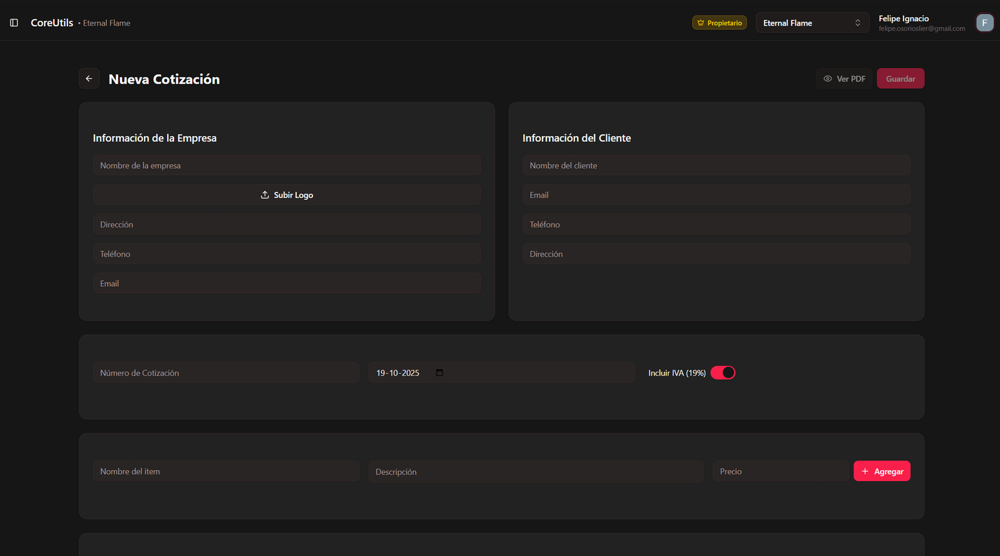 CoreUtils • Eternal Flame
Propietario
Eternal Flame
Felipe Ignacio
felipe.osorioslier@gmail.com
F
Nueva Cotización
Ver PDF
Guardar
Información de la Empresa
Nombre de la empresa
Subir Logo
Dirección
Teléfono
Email
Información del Cliente
Nombre del cliente
Email
Teléfono
Dirección
Número de Cotización
19-10-2025
Incluir IVA (19%)
Nombre del item
Descripción
Precio
+ Agregar